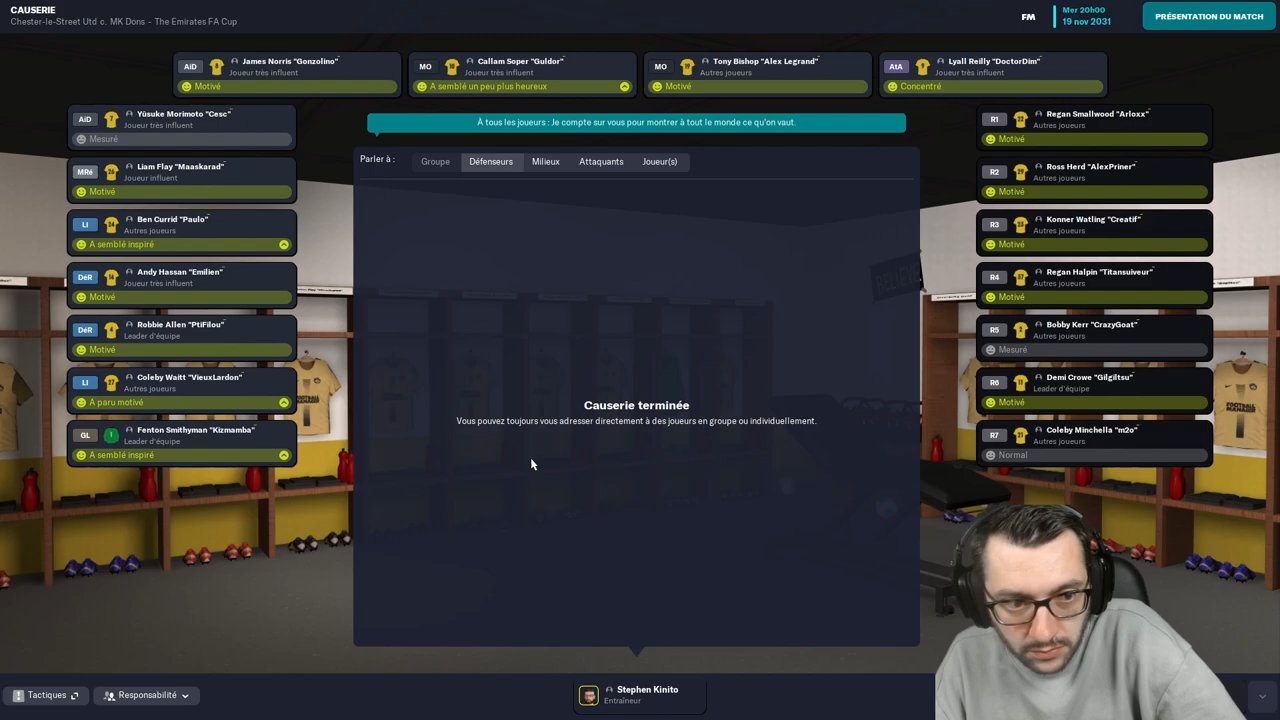 CAUSERIE
Chester-le-Street Utd c. MK Dons - The Emirates FA Cup
FM
Mer 20h00
19 nov 2031
PRÉSENTATION DU MATCH
AiD
James Norris "Gonzolino"
Joueur très influent
Motivé
MO
Callam Soper "Guldor"
Joueur très influent
A semblé un peu plus heureux
MO
Tony Bishop "Alex Legrand"
Autres joueurs
Motivé
AtA
Lyall Reilly "DoctorDim"
Joueur très influent
Concentré
AiD
Yūsuke Morimoto "Cesc"
Joueur très influent
Mesuré
MRé
Liam Flay "Maaskarad"
Joueur influent
Motivé
LI
Ben Currid "Paulo"
Autres joueurs
A semblé inspiré
DéR
Andy Hassan "Emilien"
Joueur très influent
Motivé
DéR
Robbie Allen "PtiFilou"
Leader d'équipe
Motivé
LI
Coleby Waitt "VieuxLardon"
Autres joueurs
A paru motivé
GL
Fenton Smithyman "Kizmamba"
Leader d'équipe
A semblé inspiré
À tous les joueurs : Je compte sur vous pour montrer à tout le monde ce qu'on vaut.
Parler à :
Groupe
Défenseurs
Milieu
Attaquants
Joueur(s)
BELIEVE
Causerie terminée
Vous pouvez toujours vous adresser directement à des joueurs en groupe ou individuellement.
R1
Regan Smallwood "Arloxx"
Autres joueurs
Motivé
R2
Ross Herd "AlexPriner"
Autres joueurs
Motivé
R3
Konner Watling "Creatif"
Autres joueurs
Motivé
R4
Regan Halpin "Titansuiveur"
Autres joueurs
Motivé
R5
Bobby Kerr "CrazyGoat"
Autres joueurs
Mesuré
R6
Demi Crowe "Gilgiltsu"
Leader d'équipe
Motivé
R7
Coleby Minchella "m2o"
Autres joueurs
Normal
Tactiques
Responsabilité
Stephen Kinito
Entraîneur